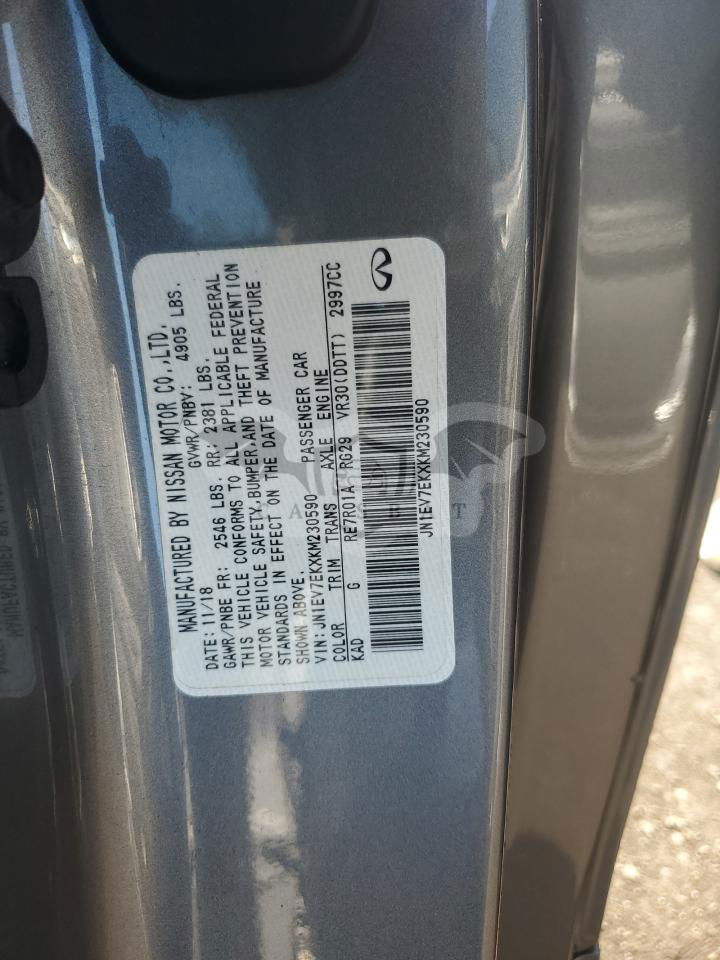 MANUFACTURED BY NISSAN MOTOR CO.,LTD.
DATE: 11/18 GVWR/PNBV: 4905 LBS.
GAWR/PNBE FR: 2546 LBS. RR: 2381 LBS.
THIS VEHICLE CONFORMS TO ALL APPLICABLE FEDERAL
MOTOR VEHICLE SAFETY,BUMPER,AND THEFT PREVENTION
STANDARDS IN EFFECT ON THE DATE OF MANUFACTURE
SHOWN ABOVE.
VIN: JN1EV7EKXKM230590 PASSENGER CAR
COLOR TRIM TRANS AXLE ENGINE
KAD G RE7R01A RG29 VR30(DDTT) 2997CC
JN1EV7EKXKM230590